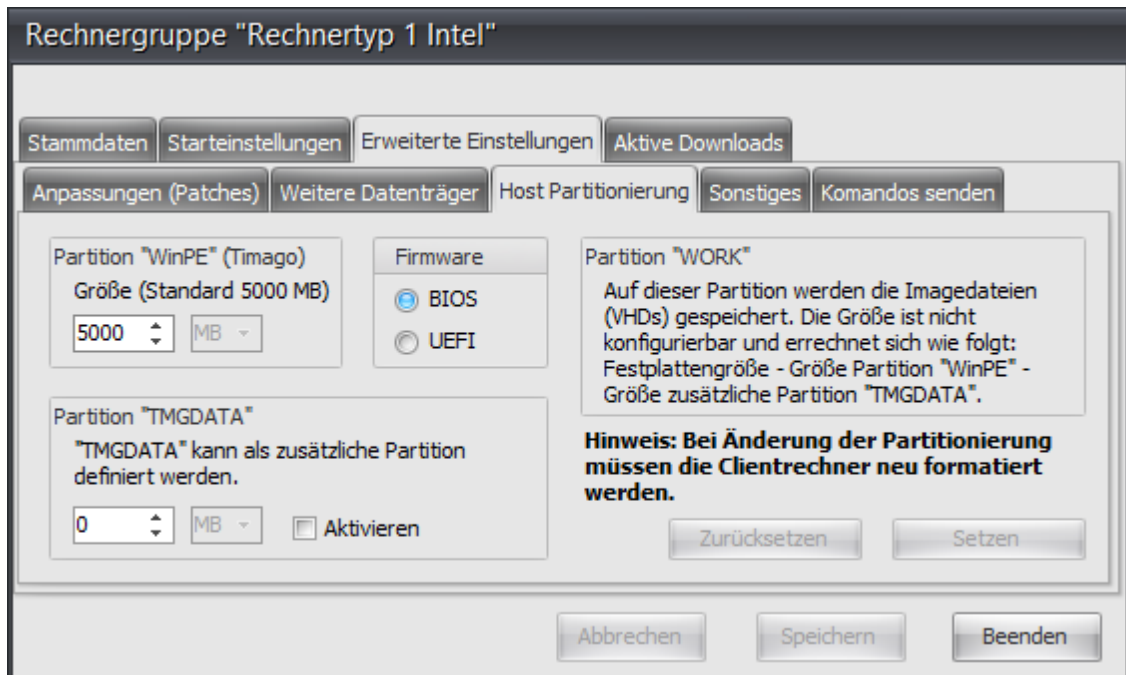 Rechnergruppe "Rechnertyp 1 Intel"
Stammdaten Starteinstellungen Erweiterte Einstellungen Aktive Downloads
Anpassungen (Patches) Weitere Datenträger Host Partitionierung Sonstiges Komandos senden
Partition "WinPE" (Timago)
Größe (Standard 5000 MB)
5000 MB
Firmware
BIOS
UEFI
Partition "WORK"
Auf dieser Partition werden die Imagedateien
(VHDs) gespeichert. Die Größe ist nicht
konfigurierbar und errechnet sich wie folgt:
Festplattengröße - Größe Partition "WinPE" -
Größe zusätzliche Partition "TMGDATA".
Partition "TMGDATA"
"TMGDATA" kann als zusätzliche Partition
definiert werden.
0 MB Aktivieren
Hinweis: Bei Änderung der Partitionierung
müssen die Clientrechner neu formatiert
werden.
Zurücksetzen Setzen
Abbrechen Speichern Beenden